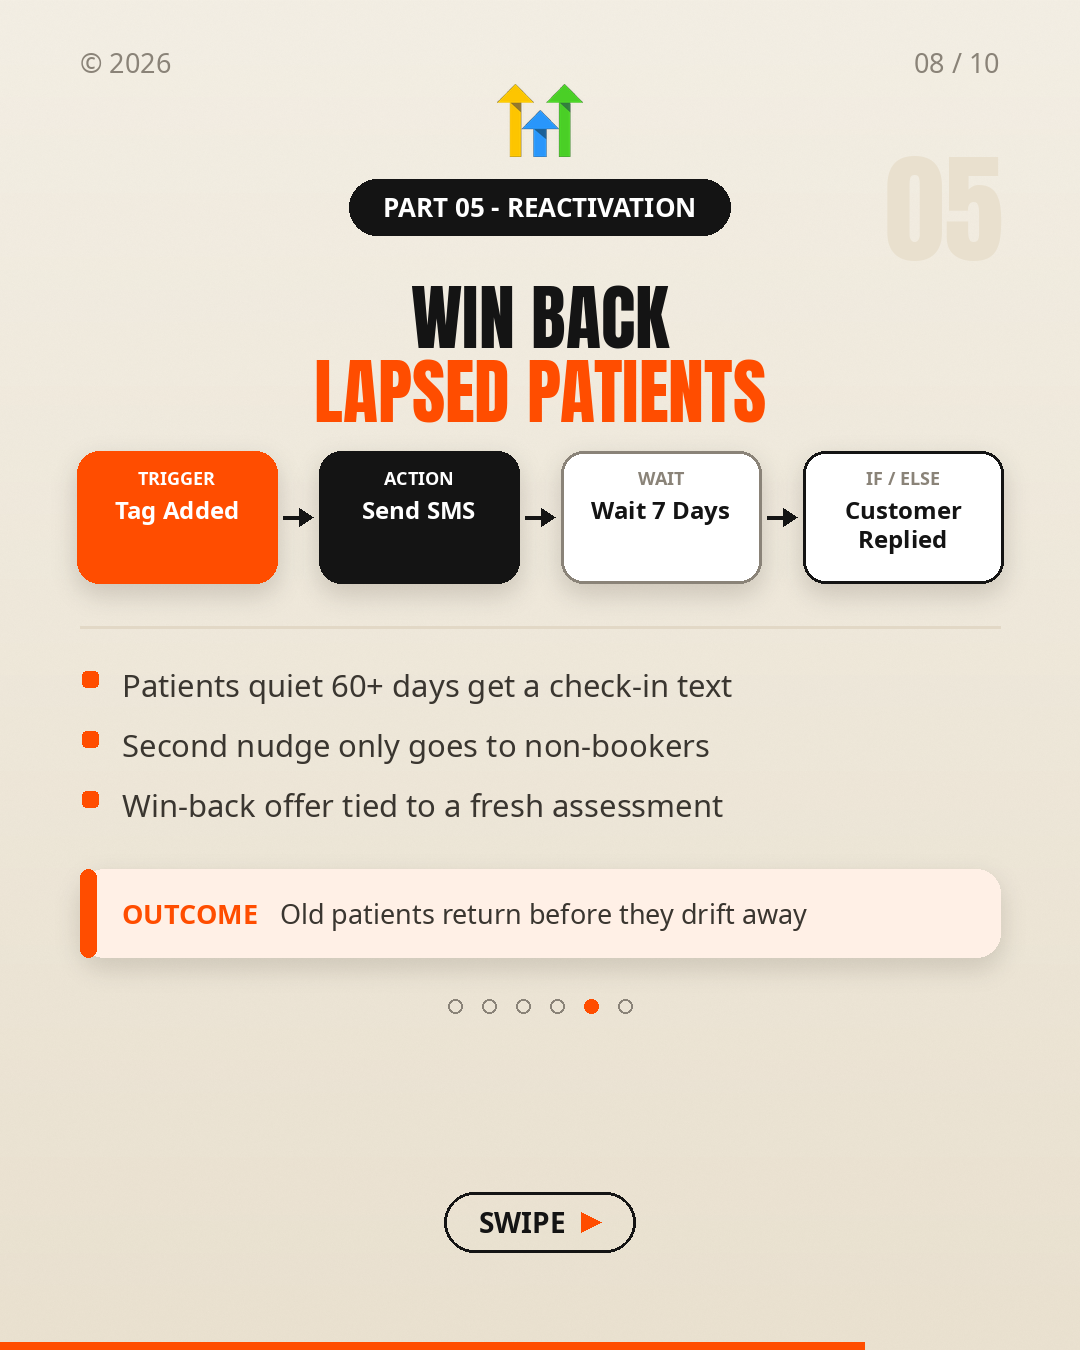 © 2026
08 / 10
PART 05 - REACTIVATION
05
WIN BACK
LAPSED PATIENTS
TRIGGER
Tag Added
ACTION
Send SMS
WAIT
Wait 7 Days
IF / ELSE
Customer
Replied
Patients quiet 60+ days get a check-in text
Second nudge only goes to non-bookers
Win-back offer tied to a fresh assessment
OUTCOME Old patients return before they drift away
SWIPE